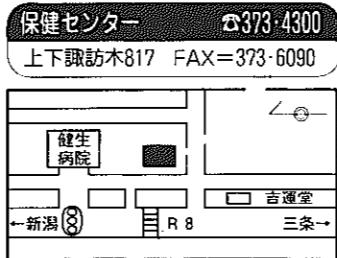 保健センター ☎373-4300
上下諏訪木817 FAX=373-6090
健生
病院
吉運堂
←新潟
R 8
三条→